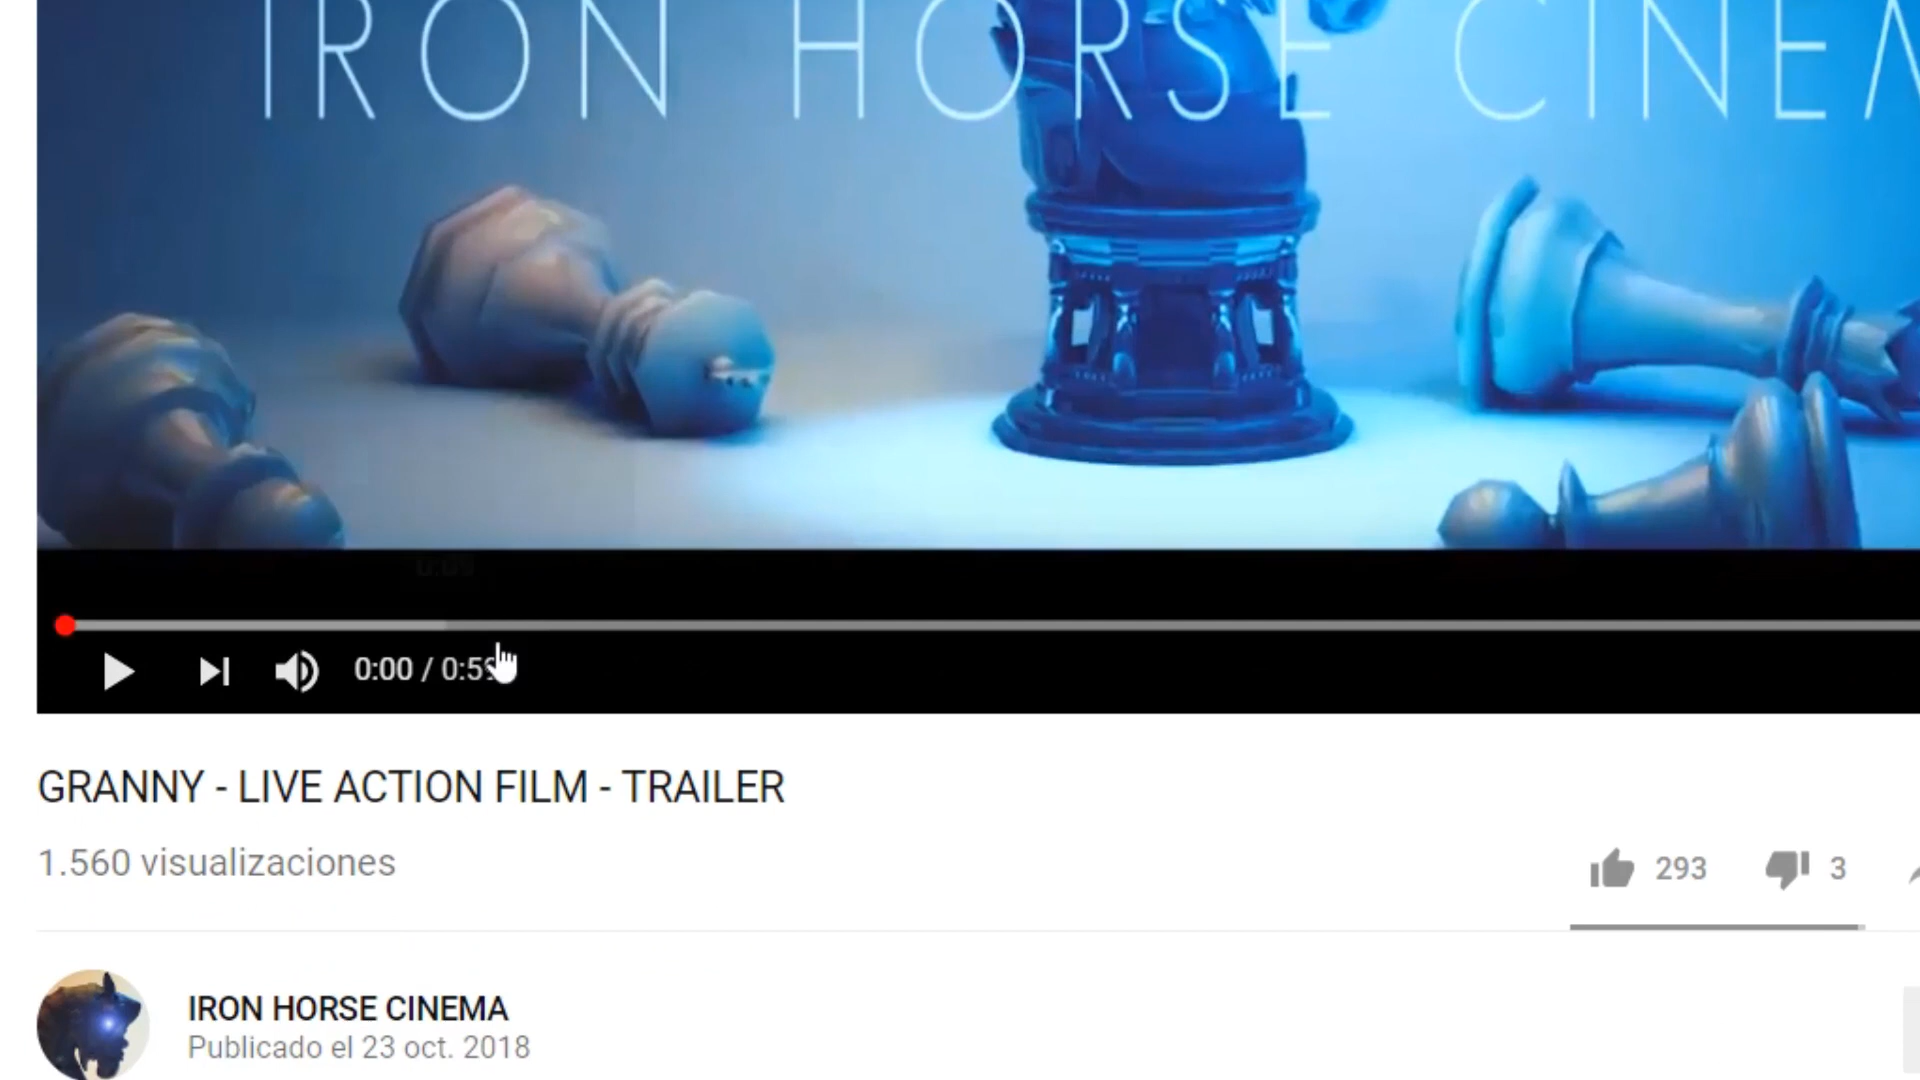 IRON HORSE CINEM
0:00 / 0:59
GRANNY - LIVE ACTION FILM - TRAILER
1.560 visualizaciones
293
3
IRON HORSE CINEMA
Publicado el 23 oct. 2018